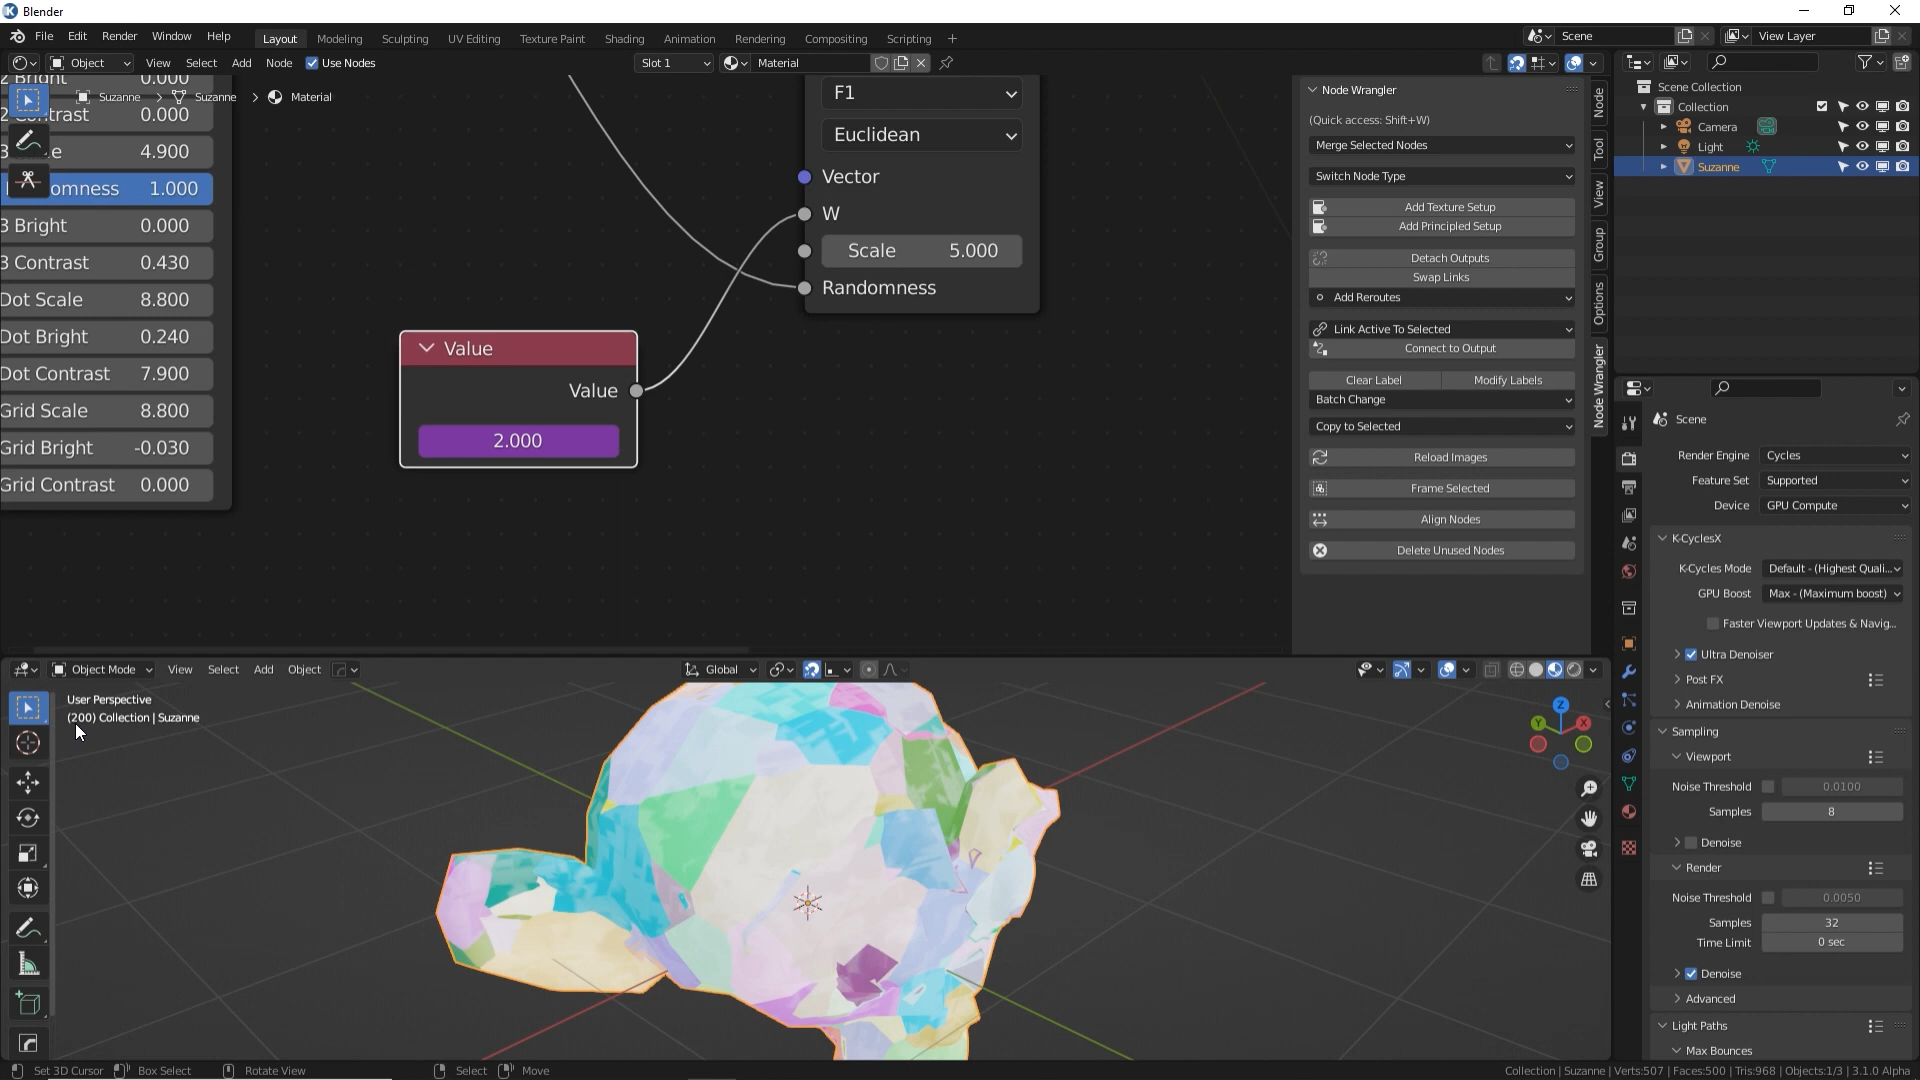 Blender
File Edit Render Window Help Layout Modeling Sculpting UV Editing Texture Paint Shading Animation Rendering Compositing Scripting + Scene View Layer
Object View Select Add Node Use Nodes Slot 1 Material
Suzanne > Suzanne > Material
2 Bright 0.000
2 Contrast 0.000
4.900
omness 1.000
3 Bright 0.000
3 Contrast 0.430
Dot Scale 8.800
Dot Bright 0.240
Dot Contrast 7.900
Grid Scale 8.800
Grid Bright -0.030
Grid Contrast 0.000
Value
Value
2.000
F1
Euclidean
Vector
W
Scale 5.000
Randomness
Node Wrangler
(Quick access: Shift+W)
Merge Selected Nodes
Switch Node Type
Add Texture Setup
Add Principled Setup
Detach Outputs
Swap Links
Add Reroutes
Link Active To Selected
Connect to Output
Clear Label Modify Labels
Batch Change
Copy to Selected
Reload Images
Frame Selected
Align Nodes
Delete Unused Nodes
Node
Tool
View
Group
Options
Node Wrangler
Scene Collection
Collection
Camera
Light
Suzanne
Scene
Render Engine Cycles
Feature Set Supported
Device GPU Compute
K-CyclesX
K-Cycles Mode Default - (Highest Quali...
GPU Boost Max - (Maximum boost)
Faster Viewport Updates & Navig...
Ultra Denoiser
Post FX
Animation Denoise
Sampling
Viewport
Noise Threshold 0.0100
Samples 8
Denoise
Render
Noise Threshold 0.0050
Samples 32
Time Limit 0 sec
Denoise
Advanced
Light Paths
Max Bounces
Object Mode View Select Add Object Global
User Perspective
(200) Collection | Suzanne
Z
Y
X
Set 3D Cursor Box Select Rotate View Select Move Collection | Suzanne | Verts:507 | Faces:500 | Tris:968 | Objects:1/3 | 3.1.0 Alpha